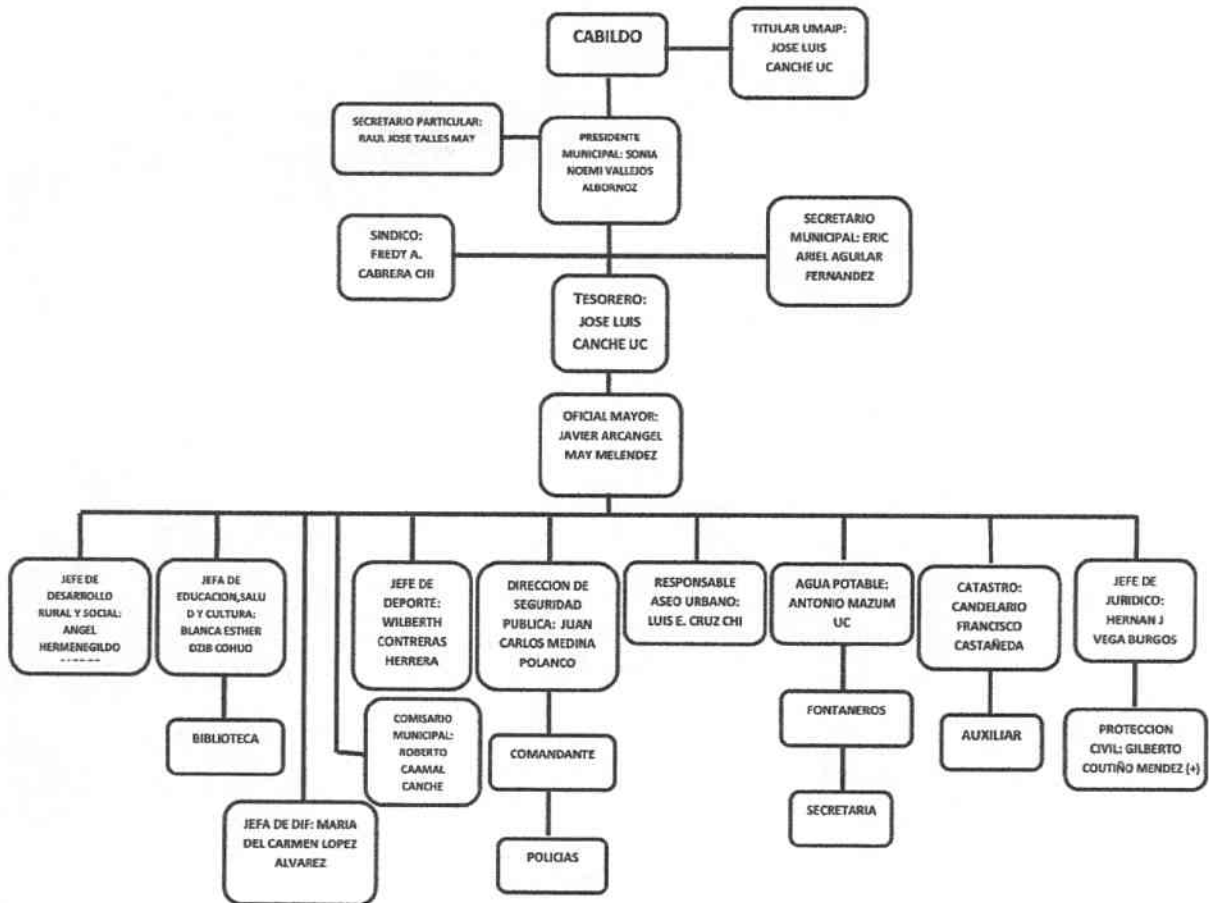 CABILDO
TITULAR UMAIP:
JOSE LUIS
CANCHE UC
SECRETARIO PARTICULAR:
RAUL JOSE TALLES MAY
PRESIDENTE
MUNICIPAL: SONIA
NOEMI VALLEJOS
ALBORNOZ
SINDICO:
FREDY A.
CABRERA CHI
SECRETARIO
MUNICIPAL: ERIC
ARIEL AGUILAR
FERNANDEZ
TESORERO:
JOSE LUIS
CANCHE UC
OFICIAL MAYOR:
JAVIER ARCANGEL
MAY MELENDEZ
JEFE DE
DESARROLLO
RURAL Y SOCIAL:
ANGEL
HERMENEGILDO
JEFA DE
EDUCACION,SALU
D Y CULTURA:
BLANCA ESTHER
DZIB COHUO
JEFE DE
DEPORTE:
WILBERTH
CONTRERAS
HERRERA
DIRECCION DE
SEGURIDAD
PUBLICA: JUAN
CARLOS MEDINA
POLANCO
RESPONSABLE
ASEO URBANO:
LUIS E. CRUZ CHI
AGUA POTABLE:
ANTONIO MAZUM
UC
CATASTRO:
CANDELARIO
FRANCISCO
CASTAÑEDA
JEFE DE
JURIDICO:
HERNAN J
VEGA BURGOS
BIBLIOTECA
COMISARIO
MUNICIPAL:
ROBERTO
CAAMAL
CANCHE
COMANDANTE
FONTANEROS
AUXILIAR
PROTECCION
CIVIL: GILBERTO
COUTIÑO MENDEZ (+)
JEFA DE DIF: MARIA
DEL CARMEN LOPEZ
ALVAREZ
POLICIAS
SECRETARIA